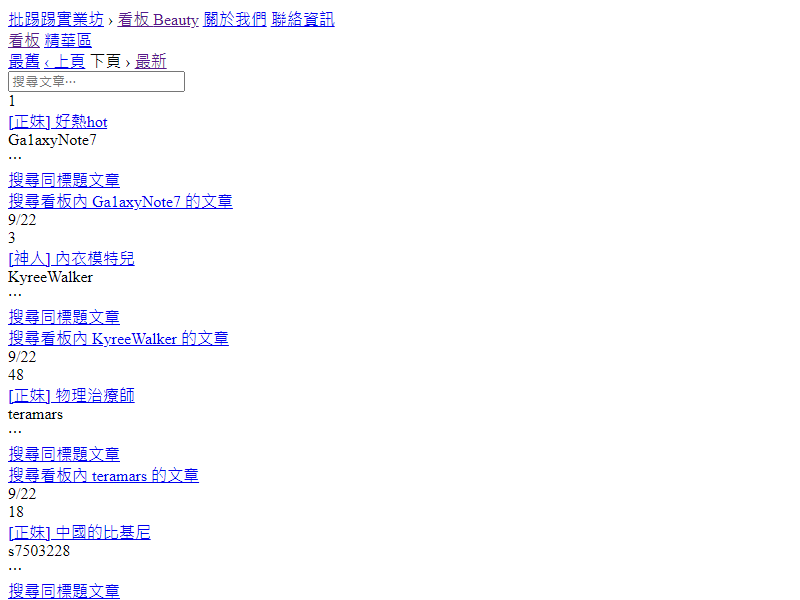 批踢踢實業坊 › 看板 Beauty 關於我們 聯絡資訊
看板 精華區
最舊 ‹ 上頁 下頁 › 最新
搜尋文章⋯
1
[正妹] 好熱hot
Ga1axyNote7
⋯
搜尋同標題文章
搜尋看板內 Ga1axyNote7 的文章
9/22
3
[神人] 內衣模特兒
KyreeWalker
⋯
搜尋同標題文章
搜尋看板內 KyreeWalker 的文章
9/22
48
[正妹] 物理治療師
teramars
⋯
搜尋同標題文章
搜尋看板內 teramars 的文章
9/22
18
[正妹] 中國的比基尼
s7503228
⋯
搜尋同標題文章